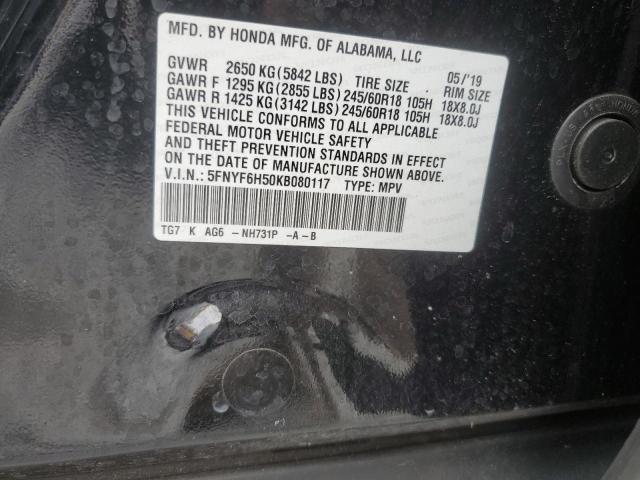 MFD. BY HONDA MFG. OF ALABAMA, LLC
05/'19
GVWR 2650 KG(5842 LBS) TIRE SIZE RIM SIZE
GAWR F 1295 KG(2855 LBS)245/60R18 105H 18X8.0J
GAWR R 1425 KG(3142 LBS)245/60R18 105H 18X8.0J
THIS VEHICLE CONFORMS TO ALL APPLICABLE
FEDERAL MOTOR VEHICLE SAFETY
AND THEFT PREVENTION STANDARDS IN EFFECT
ON THE DATE OF MANUFACTURE SHOWN ABOVE.
V.I.N.: 5FNYF6H50KB080117 TYPE: MPV
TG7 K AG6 -NH731P -A-B